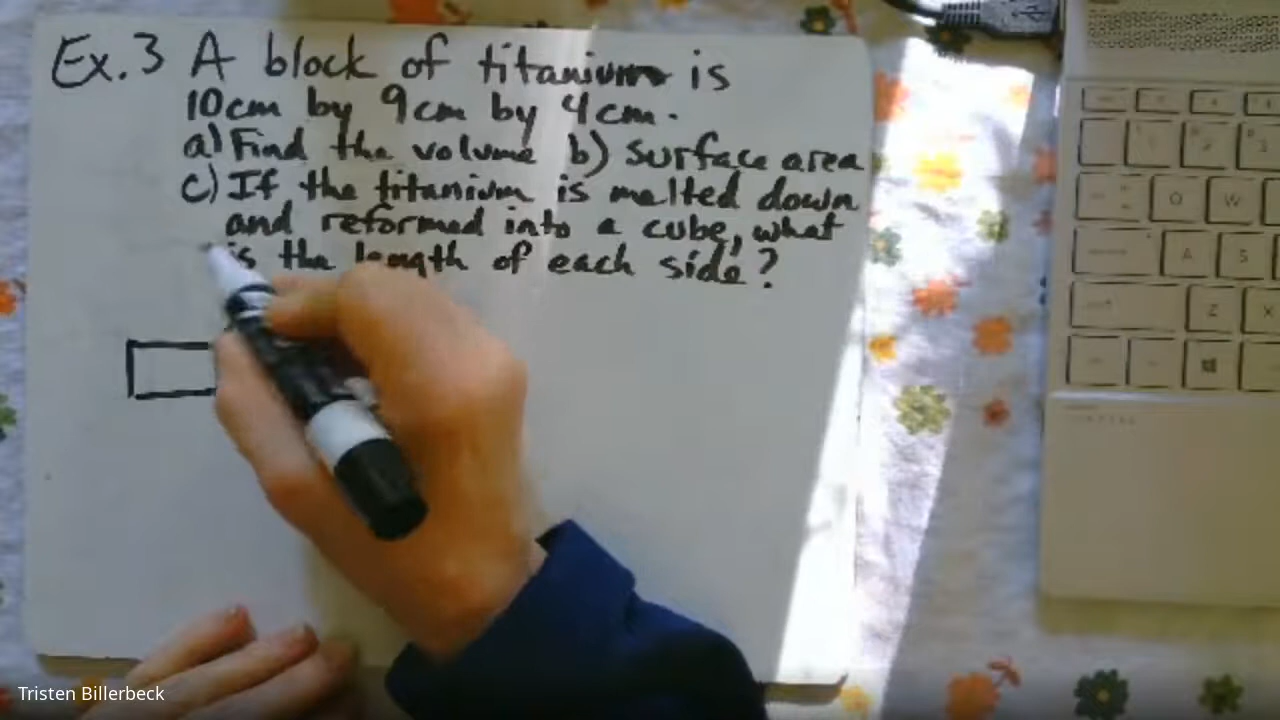 Ex.3 A block of titanium is
10cm by 9cm by 4cm.
a) Find the volume b) surface area
c) If the titanium is melted down
and reformed into a cube, what
is the length of each side?
Q W
A S
Z X
Tristen Billerbeck